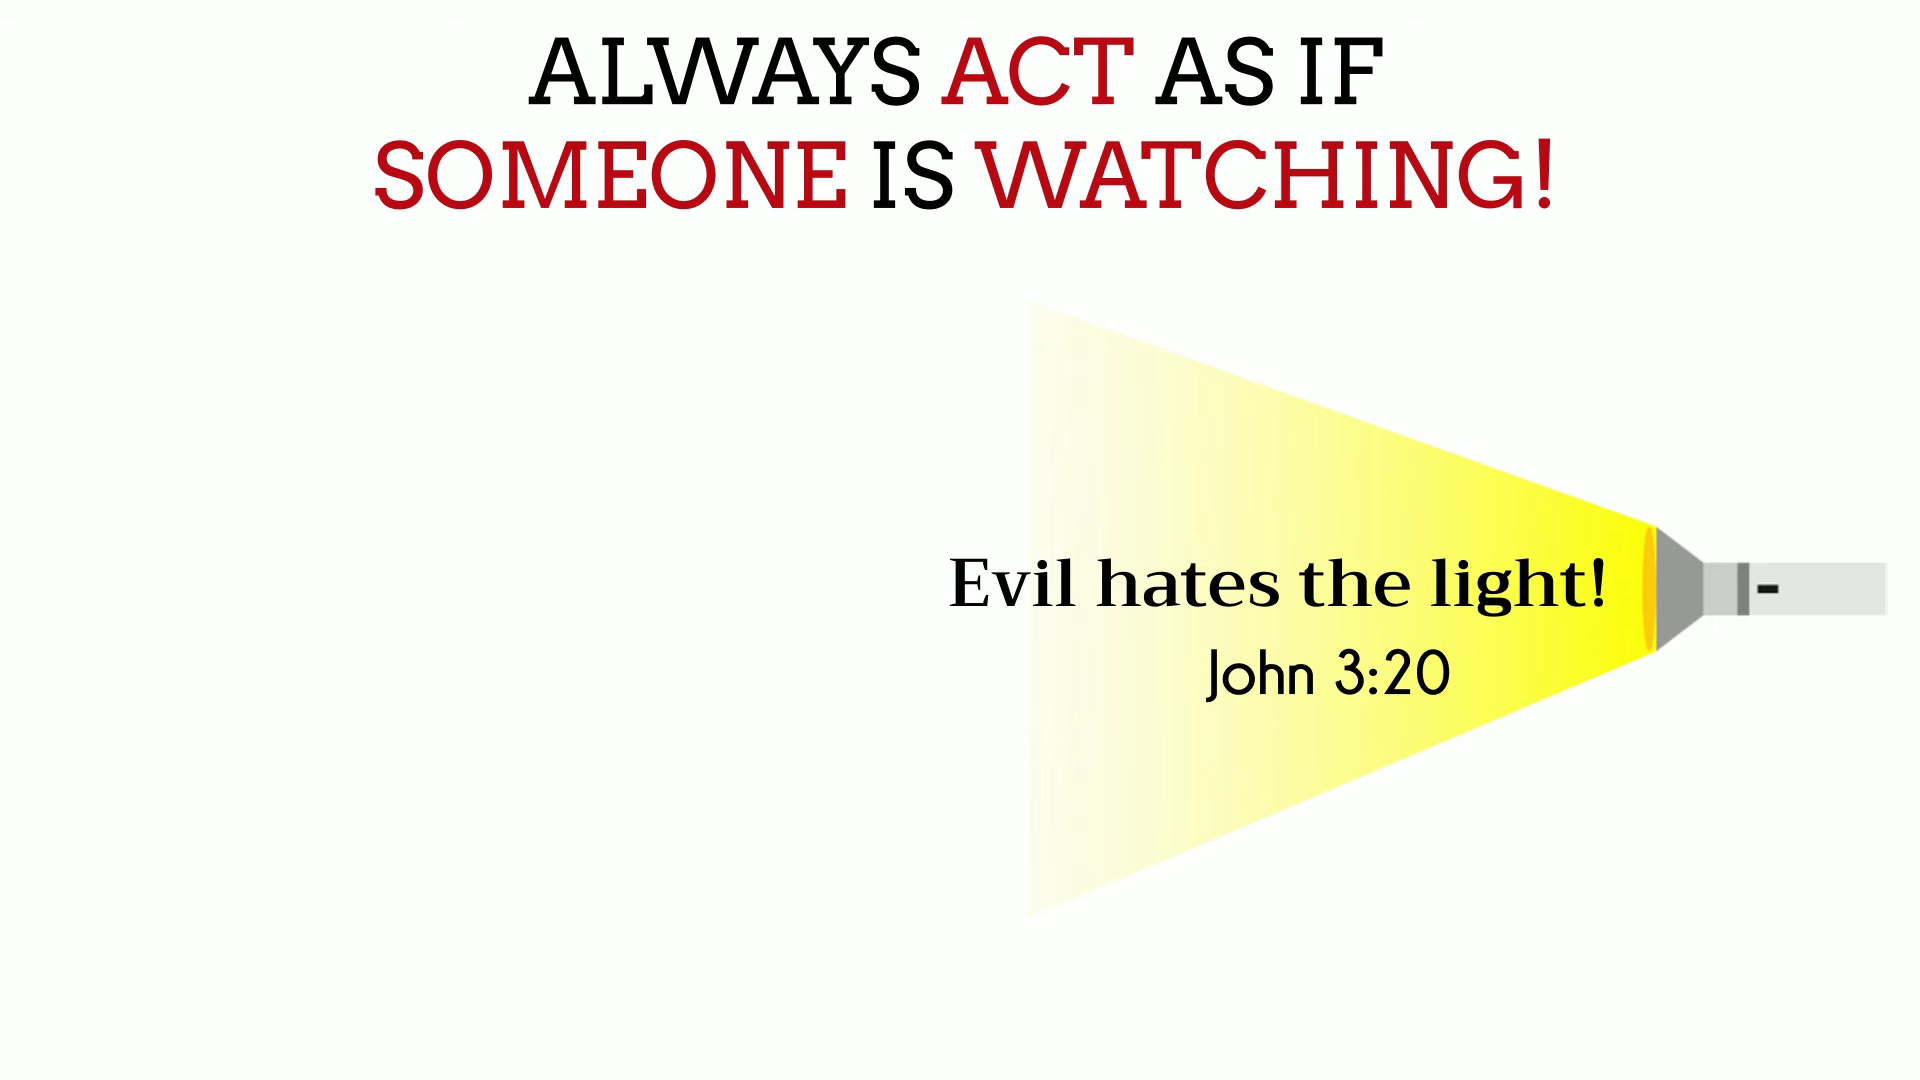 ALWAYS ACT AS IF
SOMEONE IS WATCHING!
Evil hates the light!
John 3:20